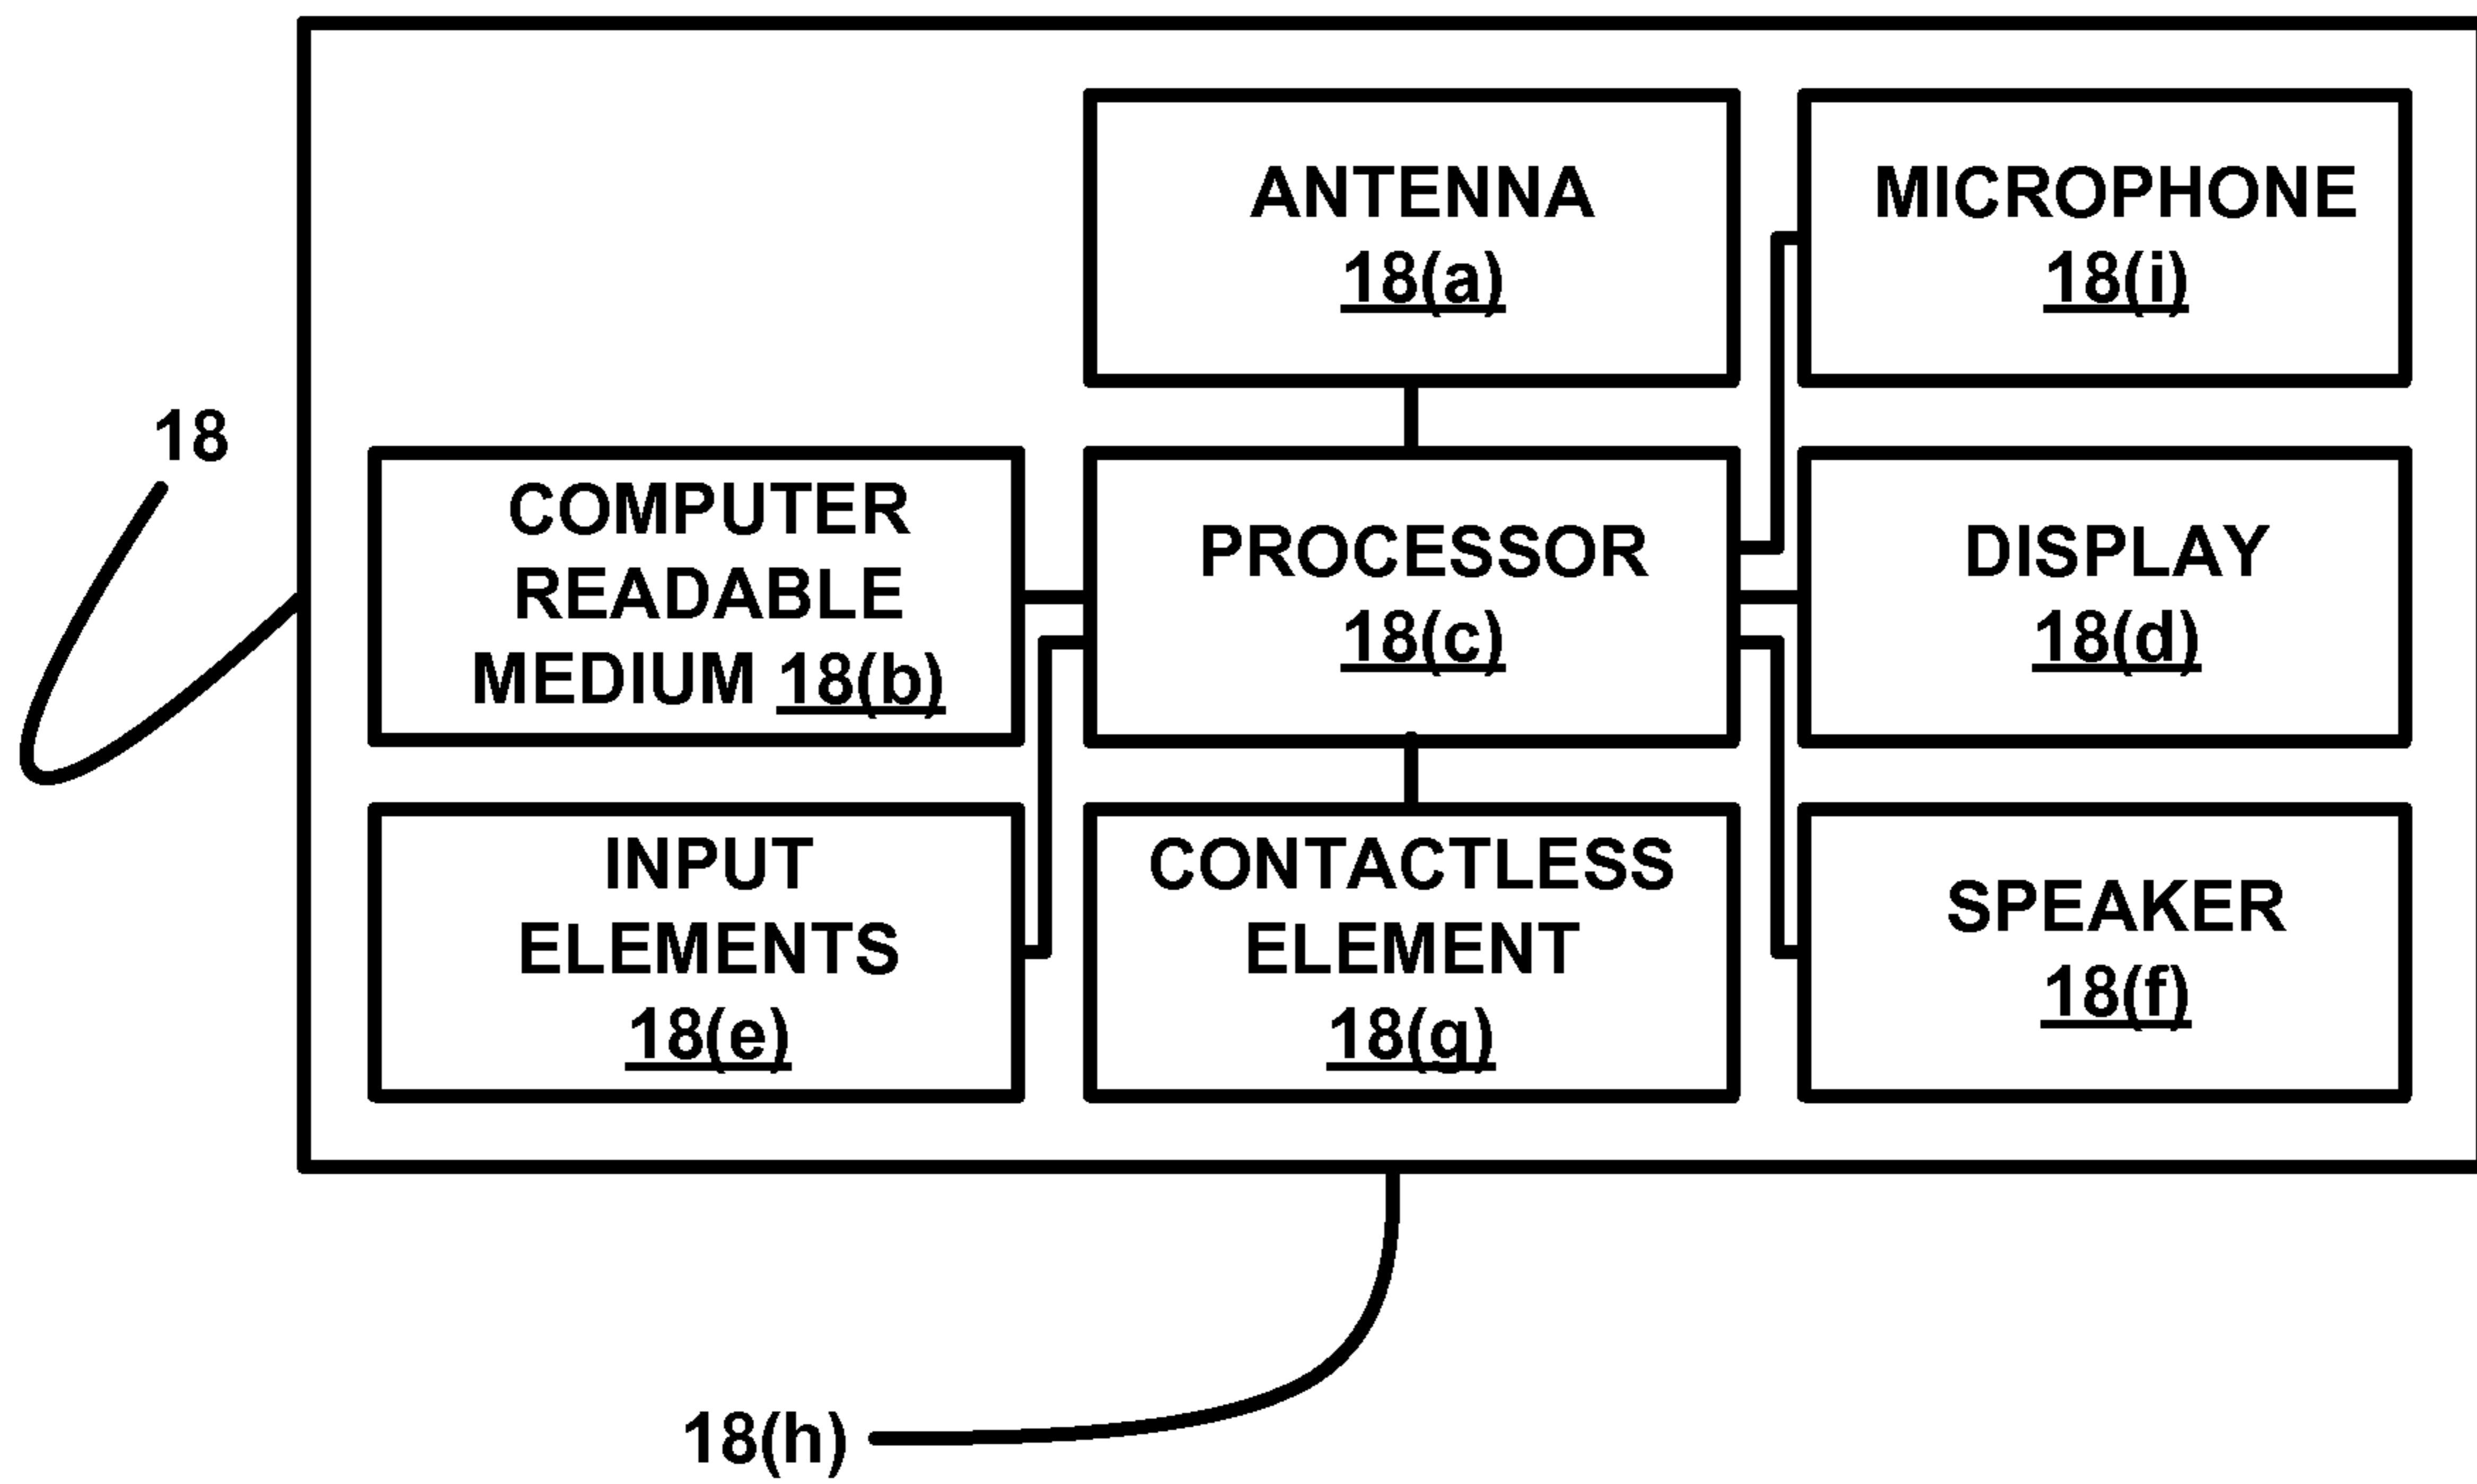 ANTENNA
18(a)
MICROPHONE
18(i)
18
COMPUTER
READABLE
MEDIUM 18(b)
PROCESSOR
18(c)
DISPLAY
18(d)
INPUT
ELEMENTS
18(e)
CONTACTLESS
ELEMENT
18(g)
SPEAKER
18(f)
18(h)